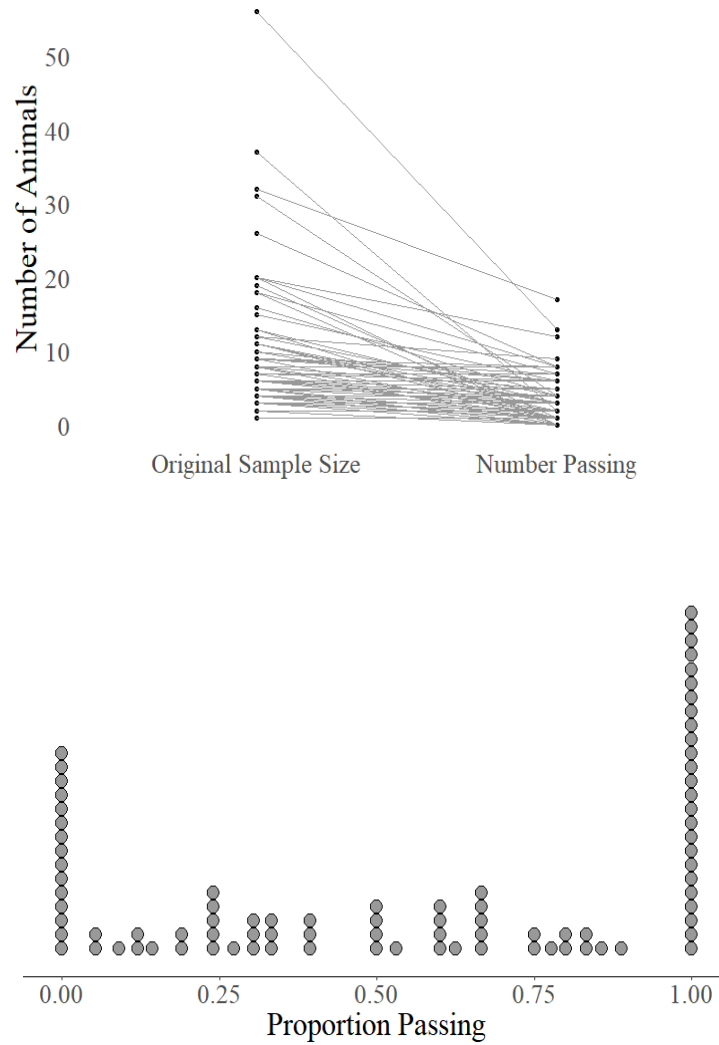 Number of Animals
50
40
30
20
10
0
Original Sample Size
Number Passing
0.00
0.25
0.50
0.75
1.00
Proportion Passing